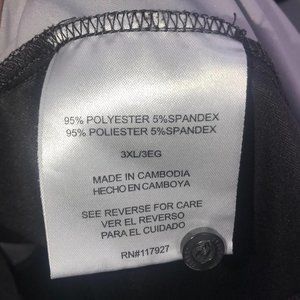 95% POLYESTER 5%SPANDEX
95% POLIESTER 5%SPANDEX
3XL/3EG
MADE IN CAMBODIA
HECHO EN CAMBOYA
SEE REVERSE FOR CARE
VER EL REVERSO
PARA EL CUIDADO
RN#117927